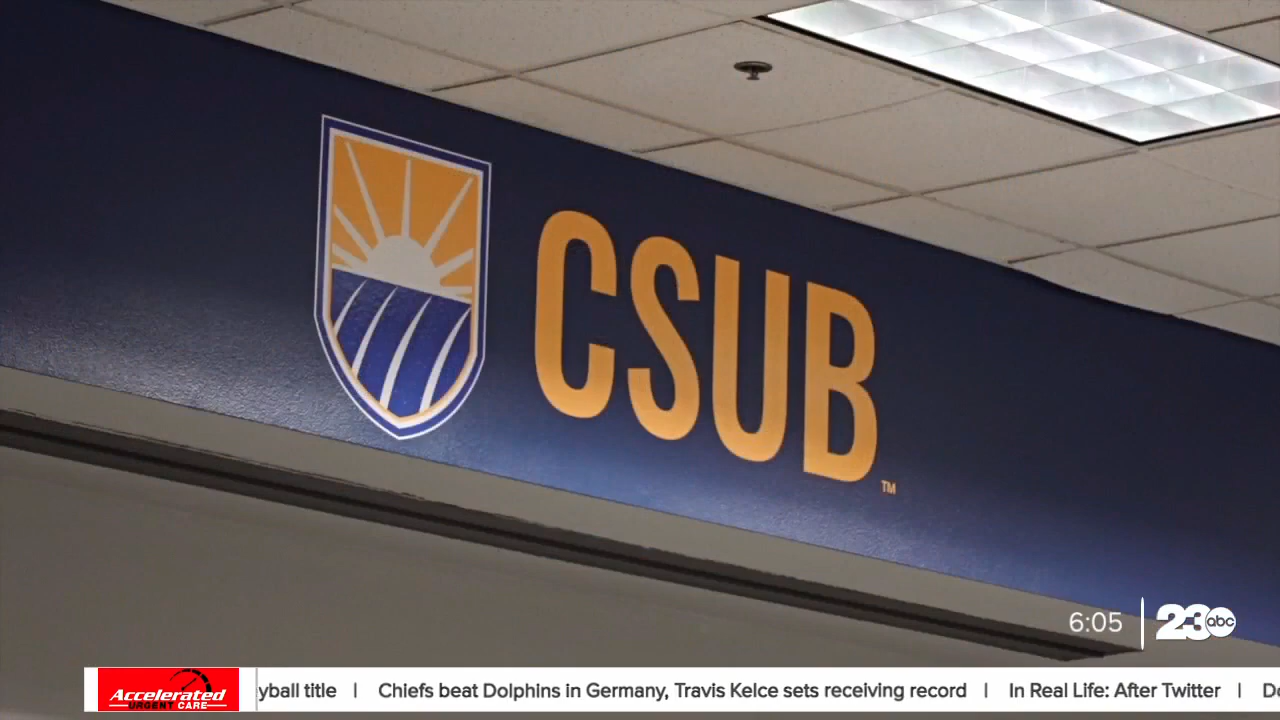 CSUB
TM
6:05
23 abc
Accelerated
URGENT CARE
yball title | Chiefs beat Dolphins in Germany, Travis Kelce sets receiving record | In Real Life: After Twitter |